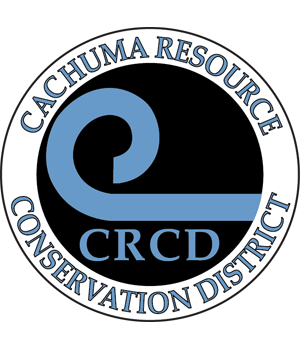 CACHUMA RESOURCE
CRCD
CONSERVATION DISTRICT